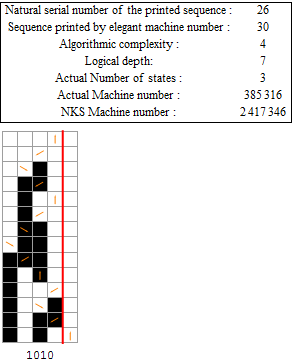 Natural serial number of the printed sequence : 26
Sequence printed by elegant machine number : 30
Algorithmic complexity : 4
Logical depth: 7
Actual Number of states : 3
Actual Machine number : 385 316
NKS Machine number : 2 417 346
1010